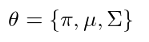 θ = {π, μ, Σ}